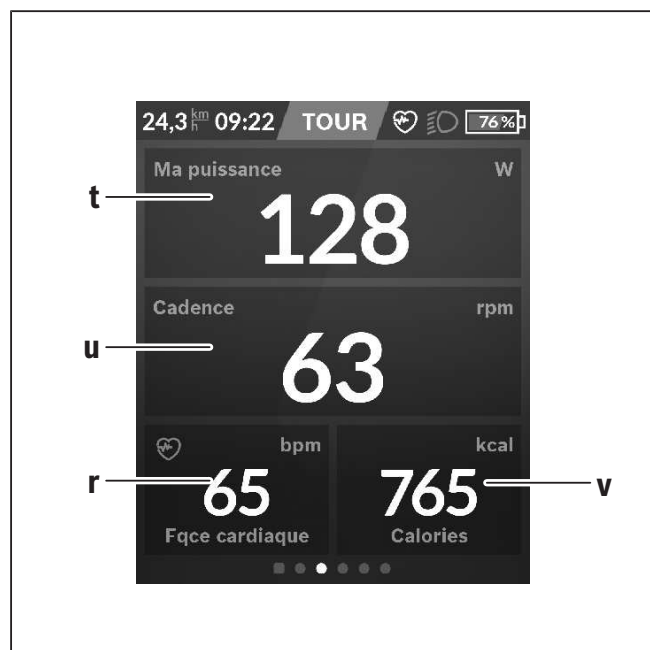 24,3 km/h 09:22 TOUR 76 %
Ma puissance W
t
128
Cadence rpm
u
63
bpm kcal
r 65 765 v
Fqce cardiaque Calories